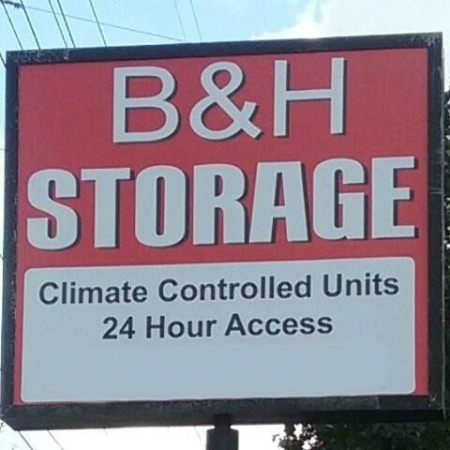 B&H
STORAGE
Climate Controlled Units
24 Hour Access